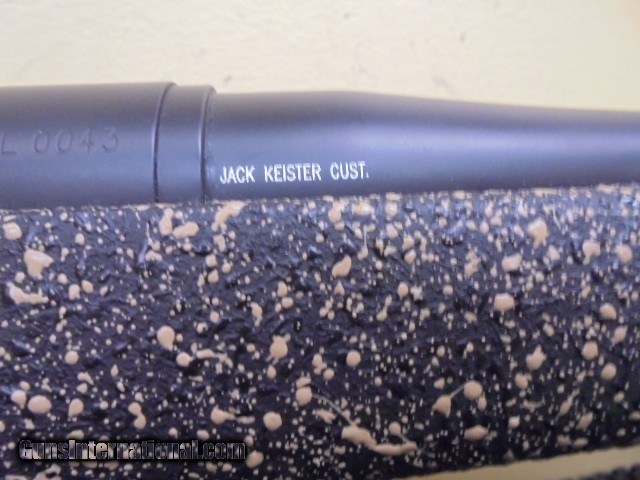 L 0043
JACK KEISTER CUST.
GunsInternational.com